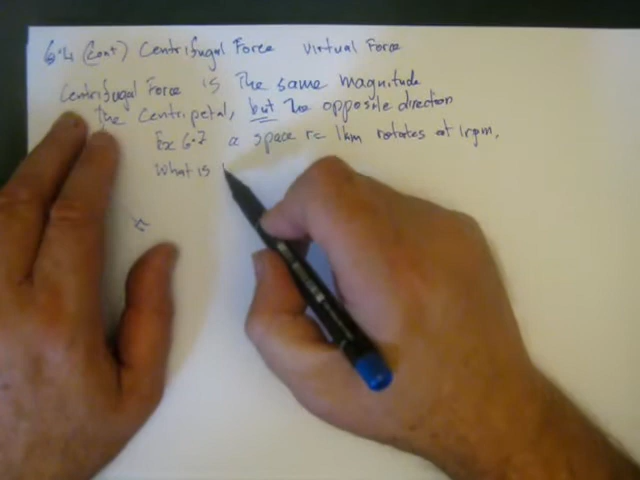 6.4 (cont) Centrifugal Force virtual Force
Centrifugal Force is the same magnitude
the Centripetal, but the opposite direction
Ex 6.7 a space r= 1km rotates at 1rpm.
What is